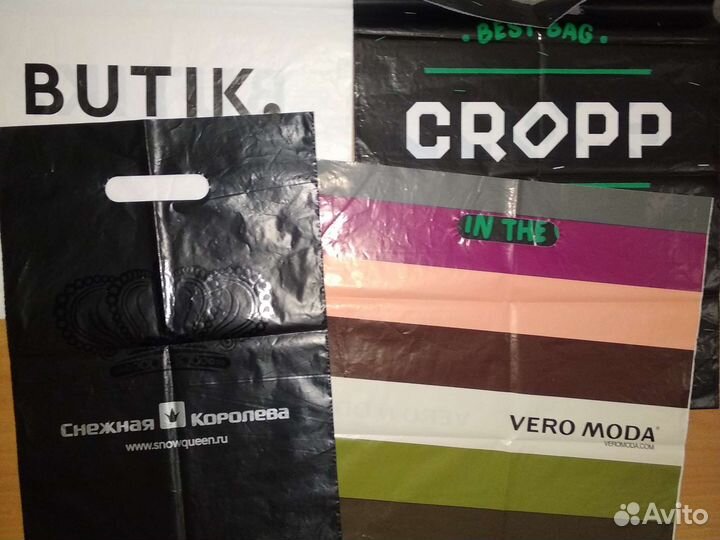 BUTIK.
• BEST BAG •
CROPP
IN THE
Снежная Королева
www.snowqueen.ru
VERO MODA®
VEROMODA.COM
Avito